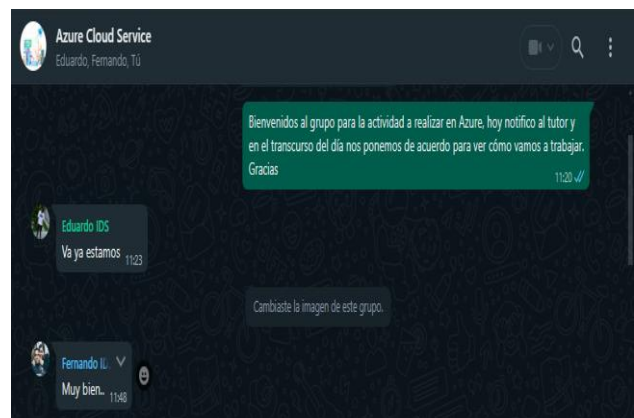 Azure Cloud Service
Eduardo, Fernando, Tú
Bienvenidos al grupo para la actividad a realizar en Azure, hoy notifico al tutor y
en el transcurso del día nos ponemos de acuerdo para ver cómo vamos a trabajar.
Gracias
11:20
Eduardo IDS
Va ya estamos 11:23
Cambiaste la imagen de este grupo.
Fernando
Muy bien.. 11:48